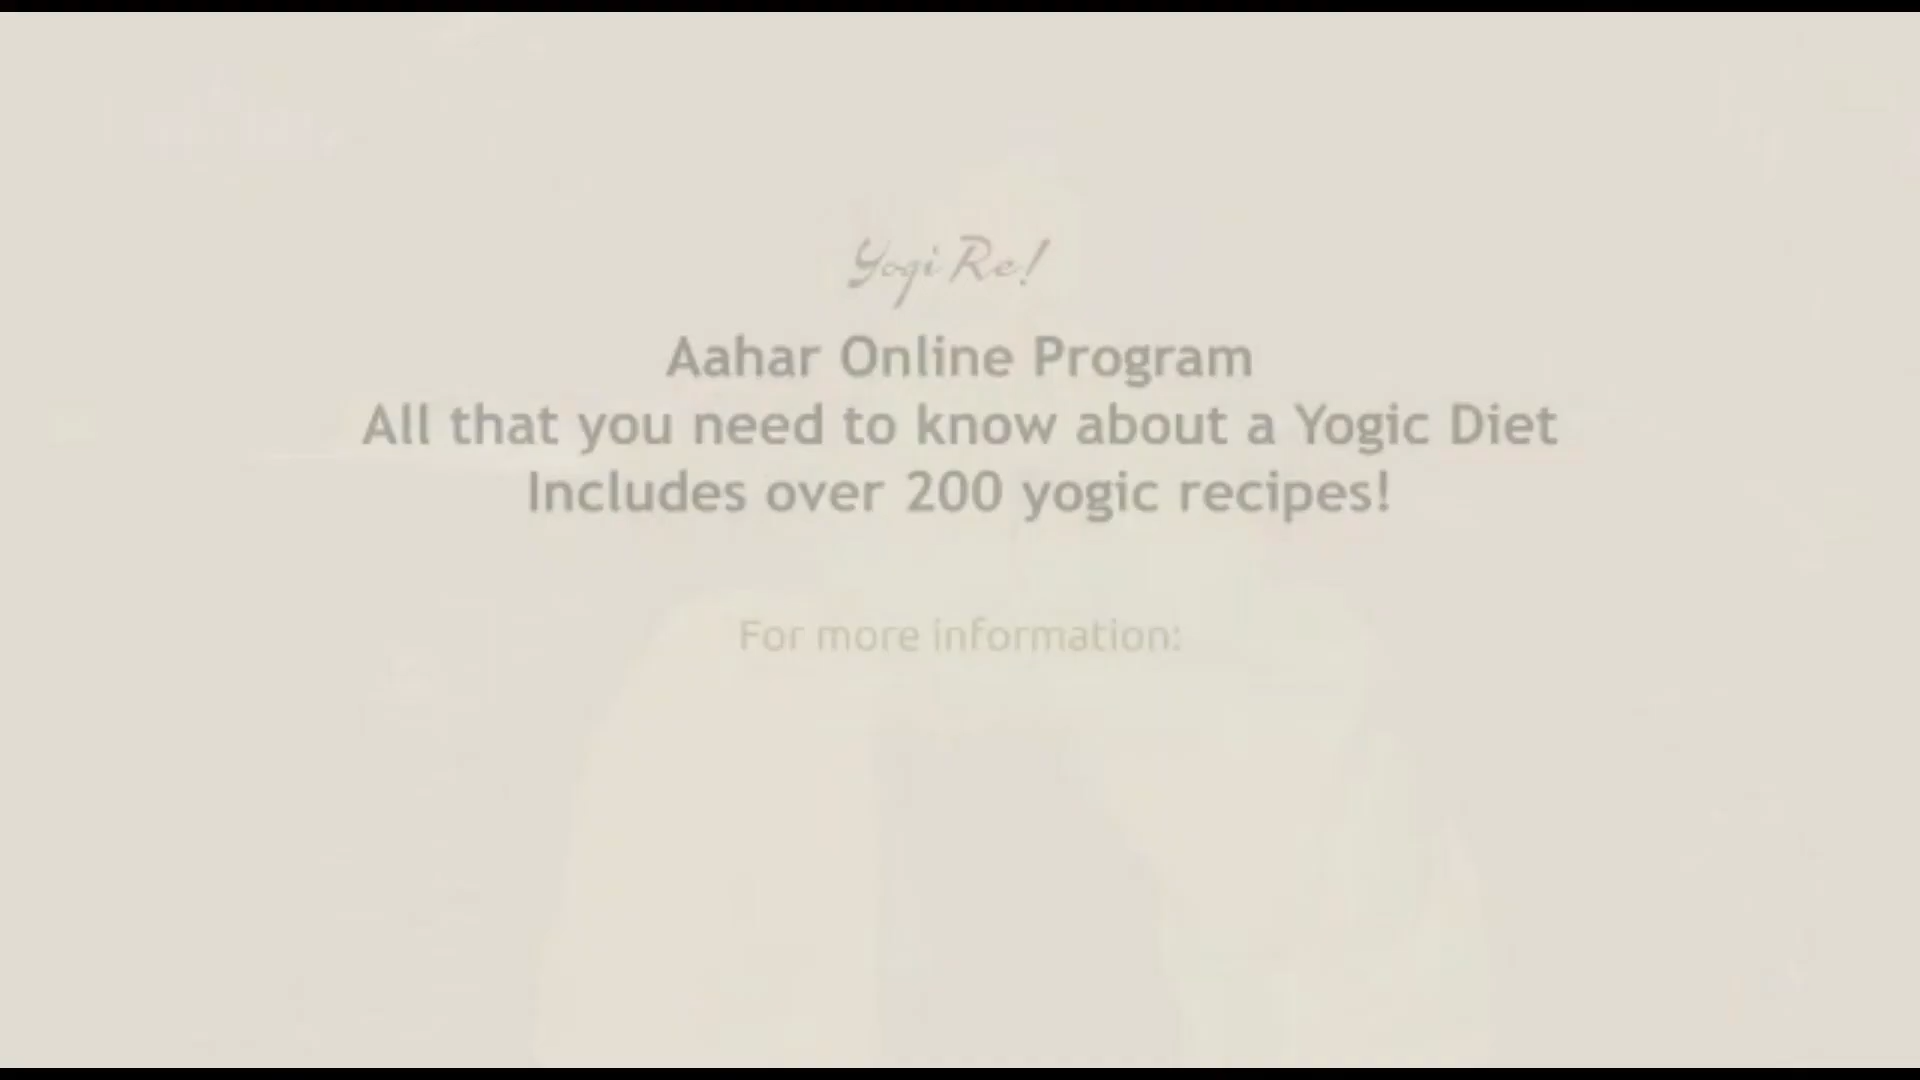 Yogi Re!
Aahar Online Program
All that you need to know about a Yogic Diet
Includes over 200 yogic recipes!
For more information: